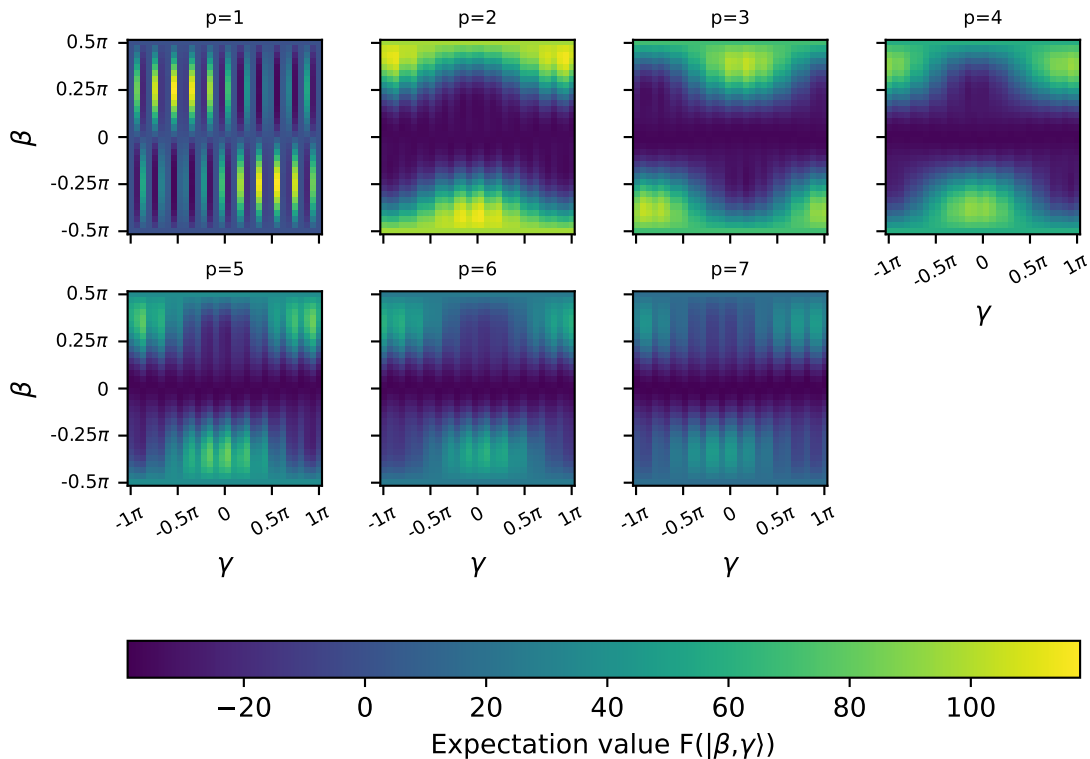 p=1 p=2 p=3 p=4
0.5π
0.25π
0
-0.25π
-0.5π
β
-1π -0.5π 0 0.5π 1π
γ
p=5 p=6 p=7
0.5π
0.25π
0
-0.25π
-0.5π
β
-1π -0.5π 0 0.5π 1π -1π -0.5π 0 0.5π 1π -1π -0.5π 0 0.5π 1π
γ γ γ
−20 0 20 40 60 80 100
Expectation value F(|β,γ⟩)